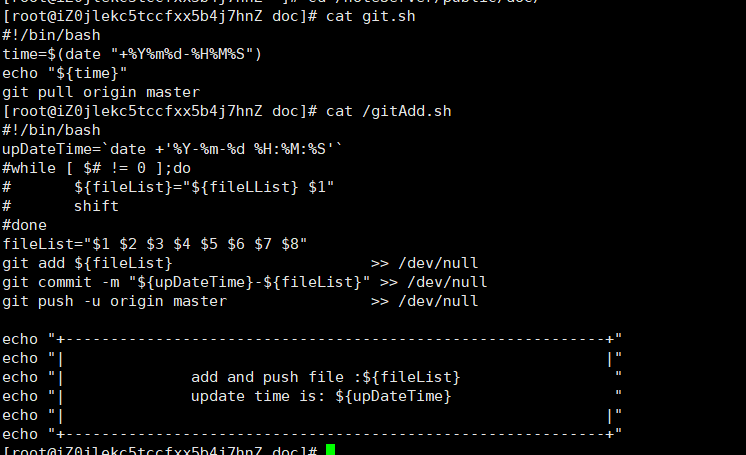 [root@iZ0jlekc5tccfxx5b4j7hnZ doc]# cat git.sh
#!/bin/bash
time=$(date "+%Y%m%d-%H%M%S")
echo "${time}"
git pull origin master
[root@iZ0jlekc5tccfxx5b4j7hnZ doc]# cat /gitAdd.sh
#!/bin/bash
upDateTime=`date +'%Y-%m-%d %H:%M:%S'`
#while [ $# != 0 ];do
#       ${fileList}="${fileLList} $1"
#       shift
#done
fileList="$1 $2 $3 $4 $5 $6 $7 $8"
git add ${fileList}                      >> /dev/null
git commit -m "${upDateTime}-${fileList}" >> /dev/null
git push -u origin master                >> /dev/null

echo "+------------------------------------------------------------+"
echo "|                                                            |"
echo "|              add and push file :${fileList}                 "
echo "|              update time is: ${upDateTime}                  "
echo "|                                                            |"
echo "+------------------------------------------------------------+"
[root@iZ0jlekc5tccfxx5b4j7hnZ doc]#